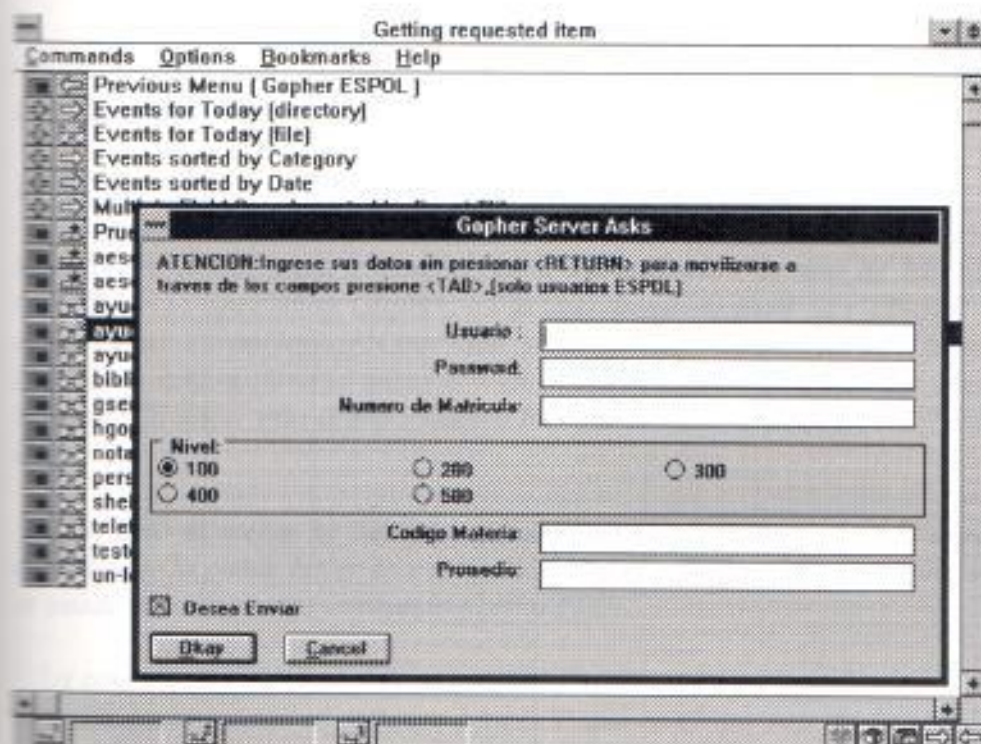 Getting requested item
Commands Options Bookmarks Help
Previous Menu [ Gopher ESPOL ]
Events for Today [directory]
Events for Today [file]
Events sorted by Category
Events sorted by Date
Gopher Server Asks
ATENCION:Ingrese sus datos sin presionar <RETURN> para movilizarse a
traves de los campos presione <TAB>,[solo usuarios ESPOL]
Usuario :
Password:
Numero de Matricula:
Nivel:
100 200 300
400 500
Codigo Materia:
Promedio:
Desea Enviar
Okay Cancel